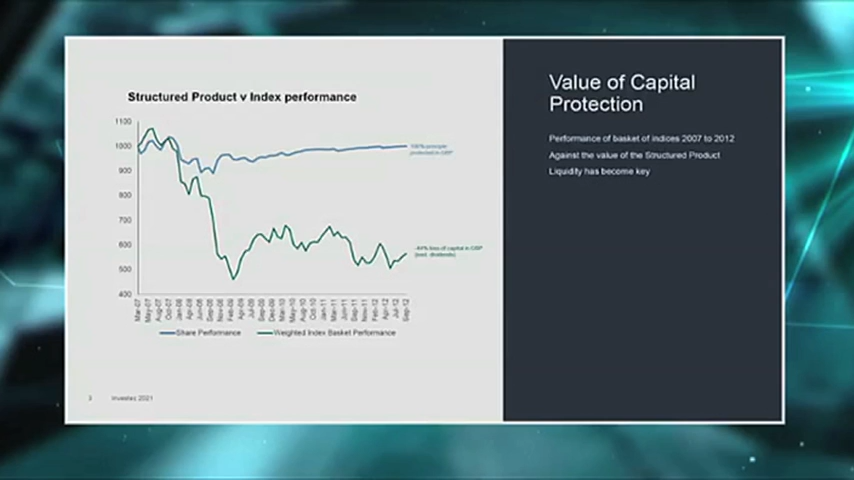 Structured Product v Index performance
1100
1000
900
800
700
600
500
400
100% principle
protected in GBP
loss of capital in GBP
(excl. dividends)
Mar-07
May-07
Aug-07
Oct-07
Jan-08
Apr-08
Jun-08
Sep-08
Nov-08
Feb-09
Apr-09
Jul-09
Sep-09
Dec-09
Mar-10
May-10
Aug-10
Oct-10
Jan-11
Mar-11
Jun-11
Sep-11
Nov-11
Feb-12
Apr-12
Jul-12
Sep-12
Share Performance
Weighted Index Basket Performance
3 Investec 2021
Value of Capital
Protection
Performance of basket of indices 2007 to 2012
Against the value of the Structured Product
Liquidity has become key